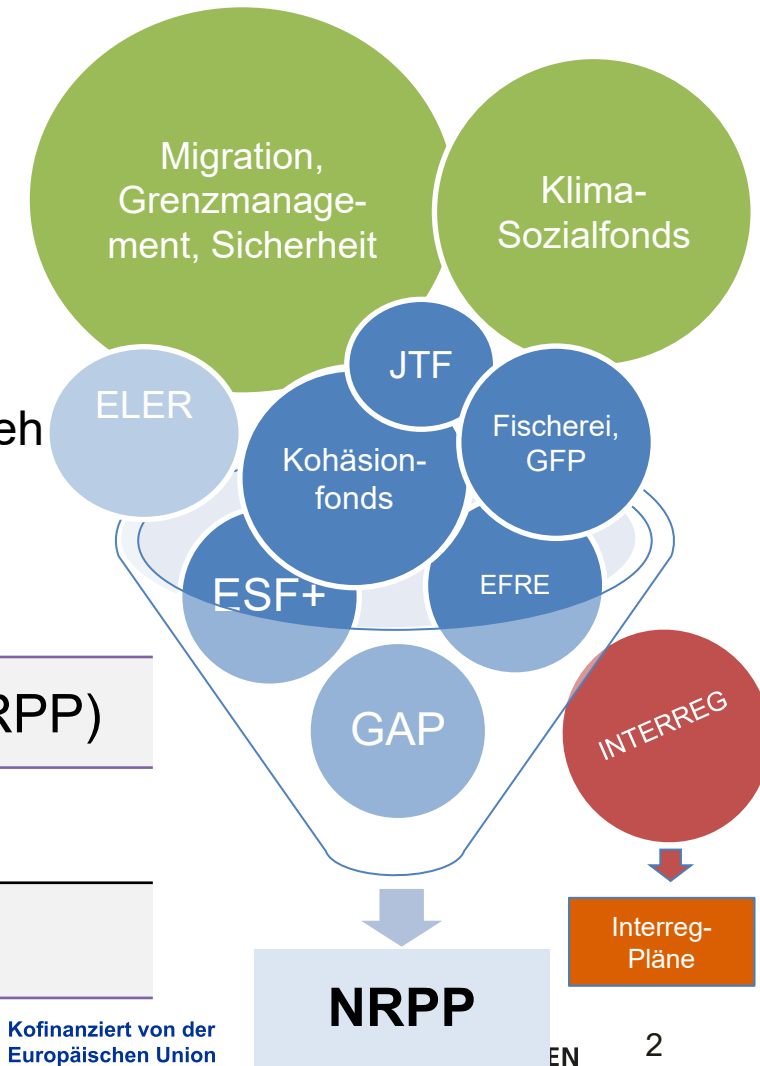 Migration,
Grenzmanage-
ment, Sicherheit
Klima-
Sozialfonds
JTF
ELER
Fischerei,
GFP
eh
Kohäsion-
fonds
ESF+
EFRE
RPP)
GAP
INTERREG
Interreg-
Pläne
NRPP
Kofinanziert von der
Europäischen Union
EN
2